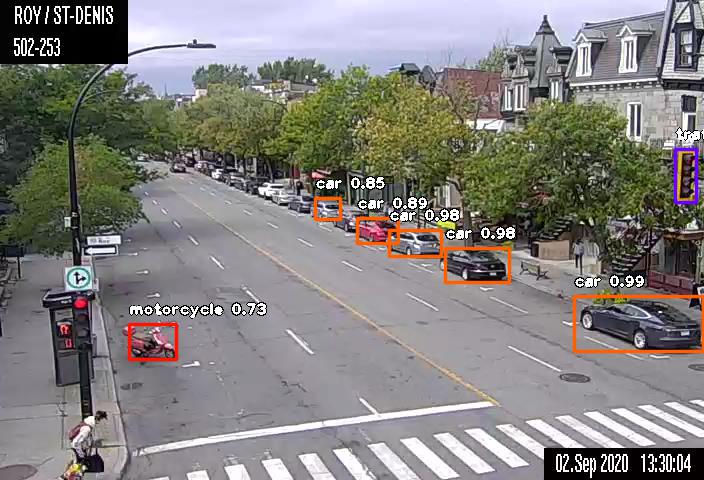 ROY / ST-DENIS
502-253
car 0.85
car 0.89
car 0.98
car 0.98
car 0.99
motorcycle 0.73
02.Sep 2020 13:30:04